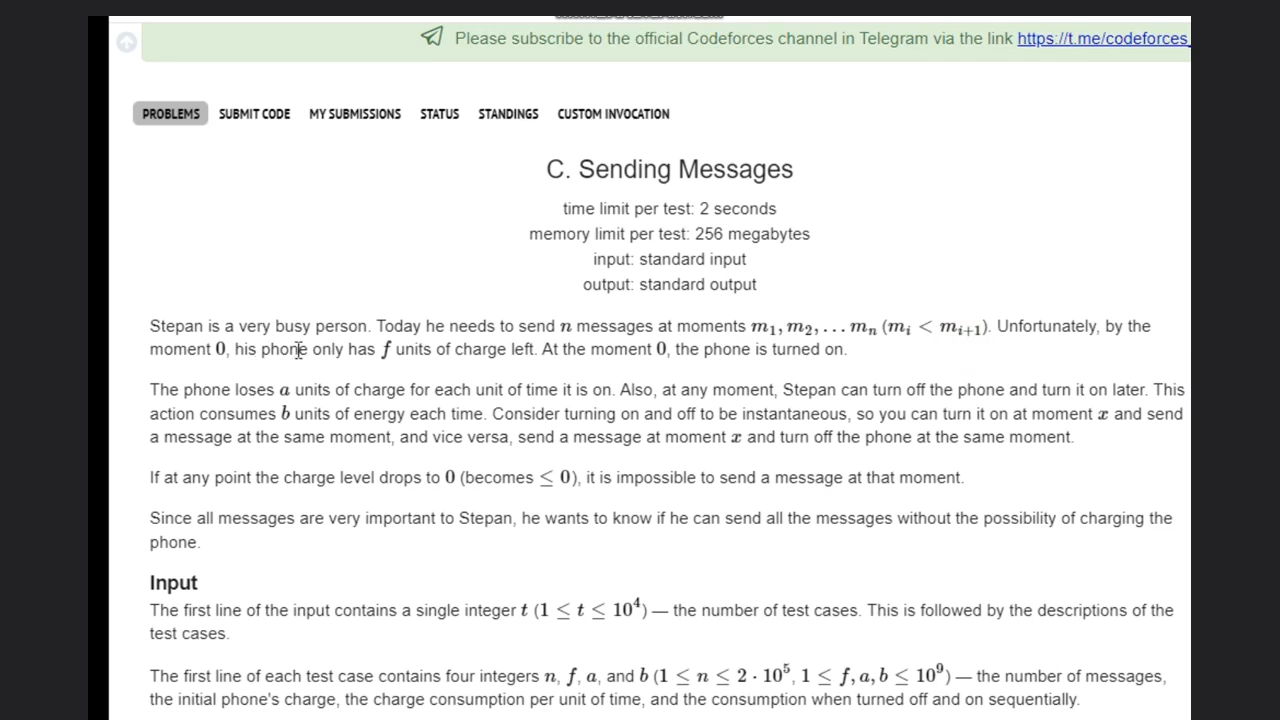 Please subscribe to the official Codeforces channel in Telegram via the link https://t.me/codeforces_
PROBLEMS SUBMIT CODE MY SUBMISSIONS STATUS STANDINGS CUSTOM INVOCATION
C. Sending Messages
time limit per test: 2 seconds
memory limit per test: 256 megabytes
input: standard input
output: standard output
Stepan is a very busy person. Today he needs to send n messages at moments m₁, m₂, … mₙ (mᵢ < mᵢ₊₁). Unfortunately, by the
moment 0, his phone only has f units of charge left. At the moment 0, the phone is turned on.
The phone loses a units of charge for each unit of time it is on. Also, at any moment, Stepan can turn off the phone and turn it on later. This
action consumes b units of energy each time. Consider turning on and off to be instantaneous, so you can turn it on at moment x and send
a message at the same moment, and vice versa, send a message at moment x and turn off the phone at the same moment.
If at any point the charge level drops to 0 (becomes ≤ 0), it is impossible to send a message at that moment.
Since all messages are very important to Stepan, he wants to know if he can send all the messages without the possibility of charging the
phone.
Input
The first line of the input contains a single integer t (1 ≤ t ≤ 10⁴) — the number of test cases. This is followed by the descriptions of the
test cases.
The first line of each test case contains four integers n, f, a, and b (1 ≤ n ≤ 2 · 10⁵, 1 ≤ f, a, b ≤ 10⁹) — the number of messages,
the initial phone's charge, the charge consumption per unit of time, and the consumption when turned off and on sequentially.